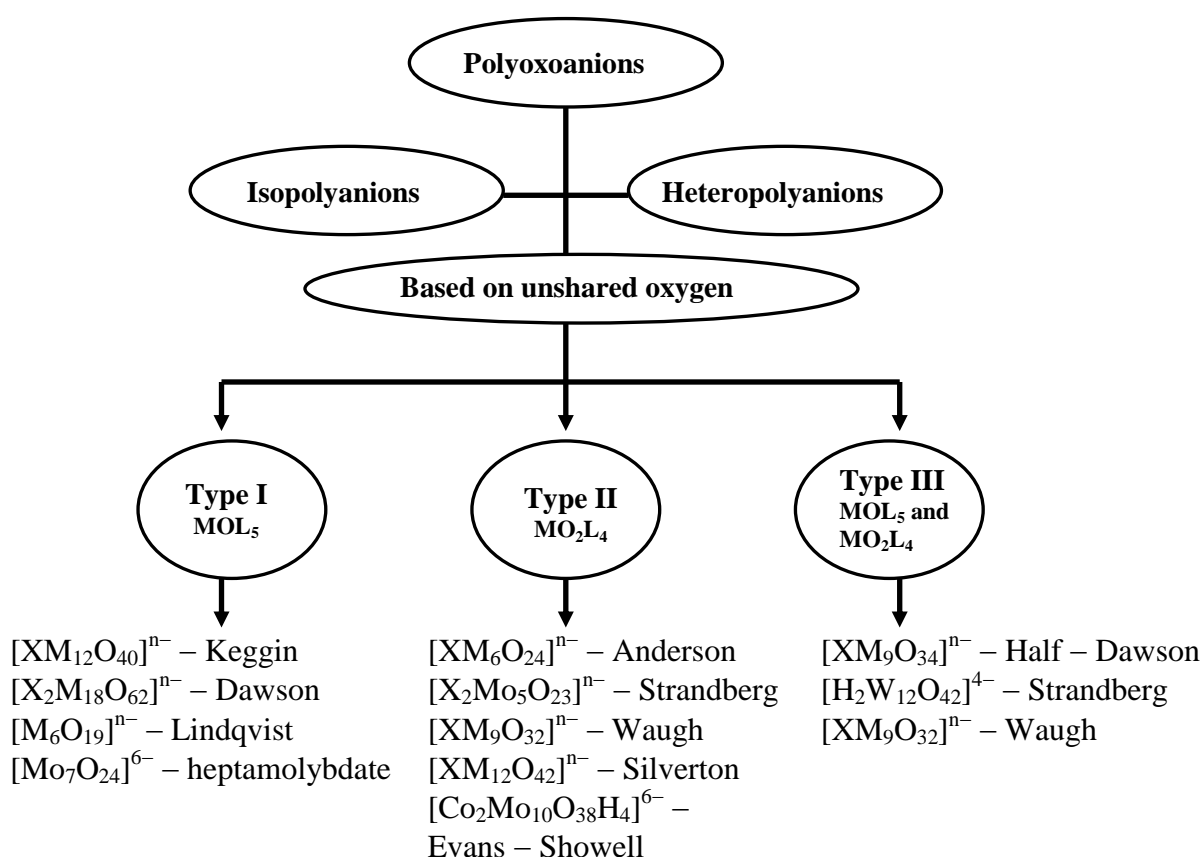 Polyoxoanions
Isopolyanions
Heteropolyanions
Based on unshared oxygen
Type I
MOL₅
Type II
MO₂L₄
Type III
MOL₅ and
MO₂L₄
[XM₁₂O₄₀]ⁿ⁻ – Keggin
[X₂M₁₈O₆₂]ⁿ⁻ – Dawson
[M₆O₁₉]ⁿ⁻ – Lindqvist
[Mo₇O₂₄]⁶⁻ – heptamolybdate
[XM₆O₂₄]ⁿ⁻ – Anderson
[X₂Mo₅O₂₃]ⁿ⁻ – Strandberg
[XM₉O₃₂]ⁿ⁻ – Waugh
[XM₁₂O₄₂]ⁿ⁻ – Silverton
[Co₂Mo₁₀O₃₈H₄]⁶⁻ –
Evans – Showell
[XM₉O₃₄]ⁿ⁻ – Half – Dawson
[H₂W₁₂O₄₂]⁴⁻ – Strandberg
[XM₉O₃₂]ⁿ⁻ – Waugh